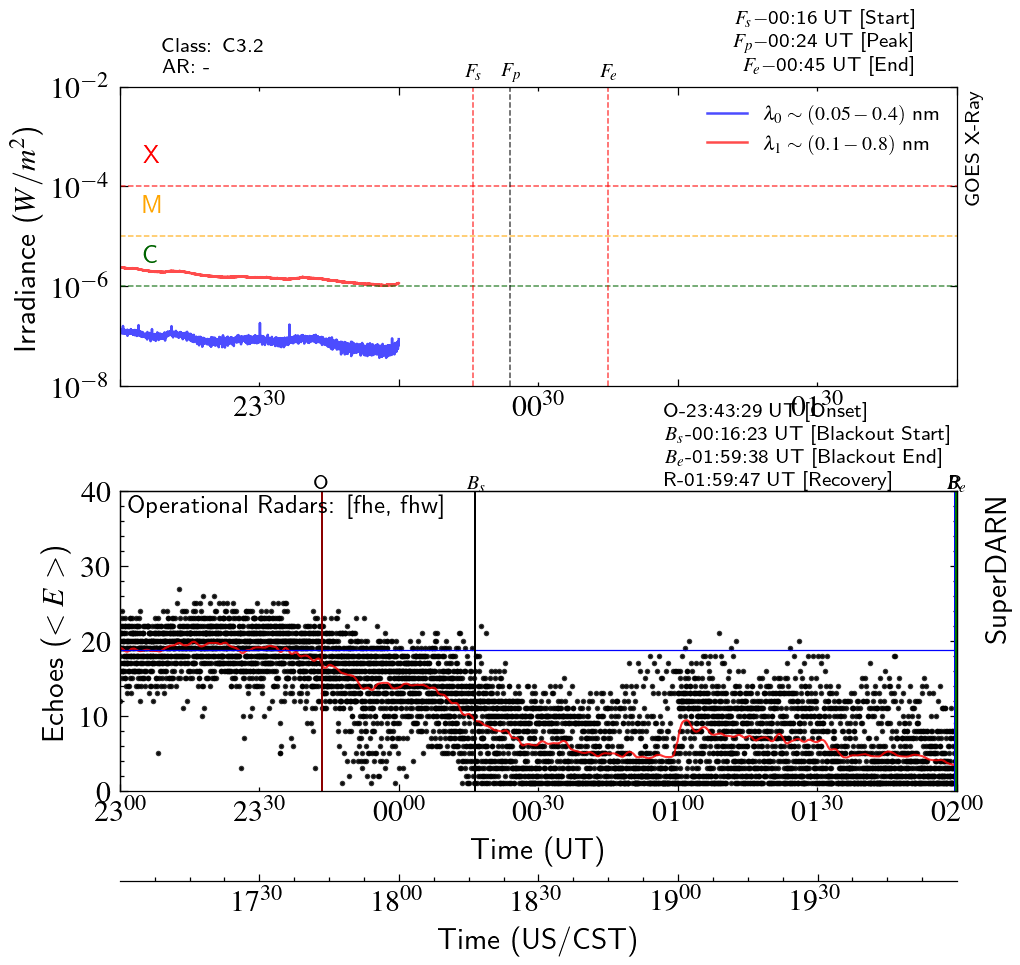 Class: C3.2
AR: -
F_s−00:16 UT [Start]
F_p−00:24 UT [Peak]
F_e−00:45 UT [End]
F_s F_p F_e
10^−2
10^−4
10^−6
10^−8
Irradiance (W/m^2)
X
M
C
λ_0 ∼ (0.05 − 0.4) nm
λ_1 ∼ (0.1 − 0.8) nm
GOES X-Ray
23^30 00^30 01^30
O-23:43:29 UT [Onset]
B_s-00:16:23 UT [Blackout Start]
B_e-01:59:38 UT [Blackout End]
R-01:59:47 UT [Recovery]
O B_s B_e R
Operational Radars: [fhe, fhw]
40
30
20
10
0
Echoes (< E >)
SuperDARN
23^00 23^30 00^00 00^30 01^00 01^30 02^00
Time (UT)
17^30 18^00 18^30 19^00 19^30
Time (US/CST)